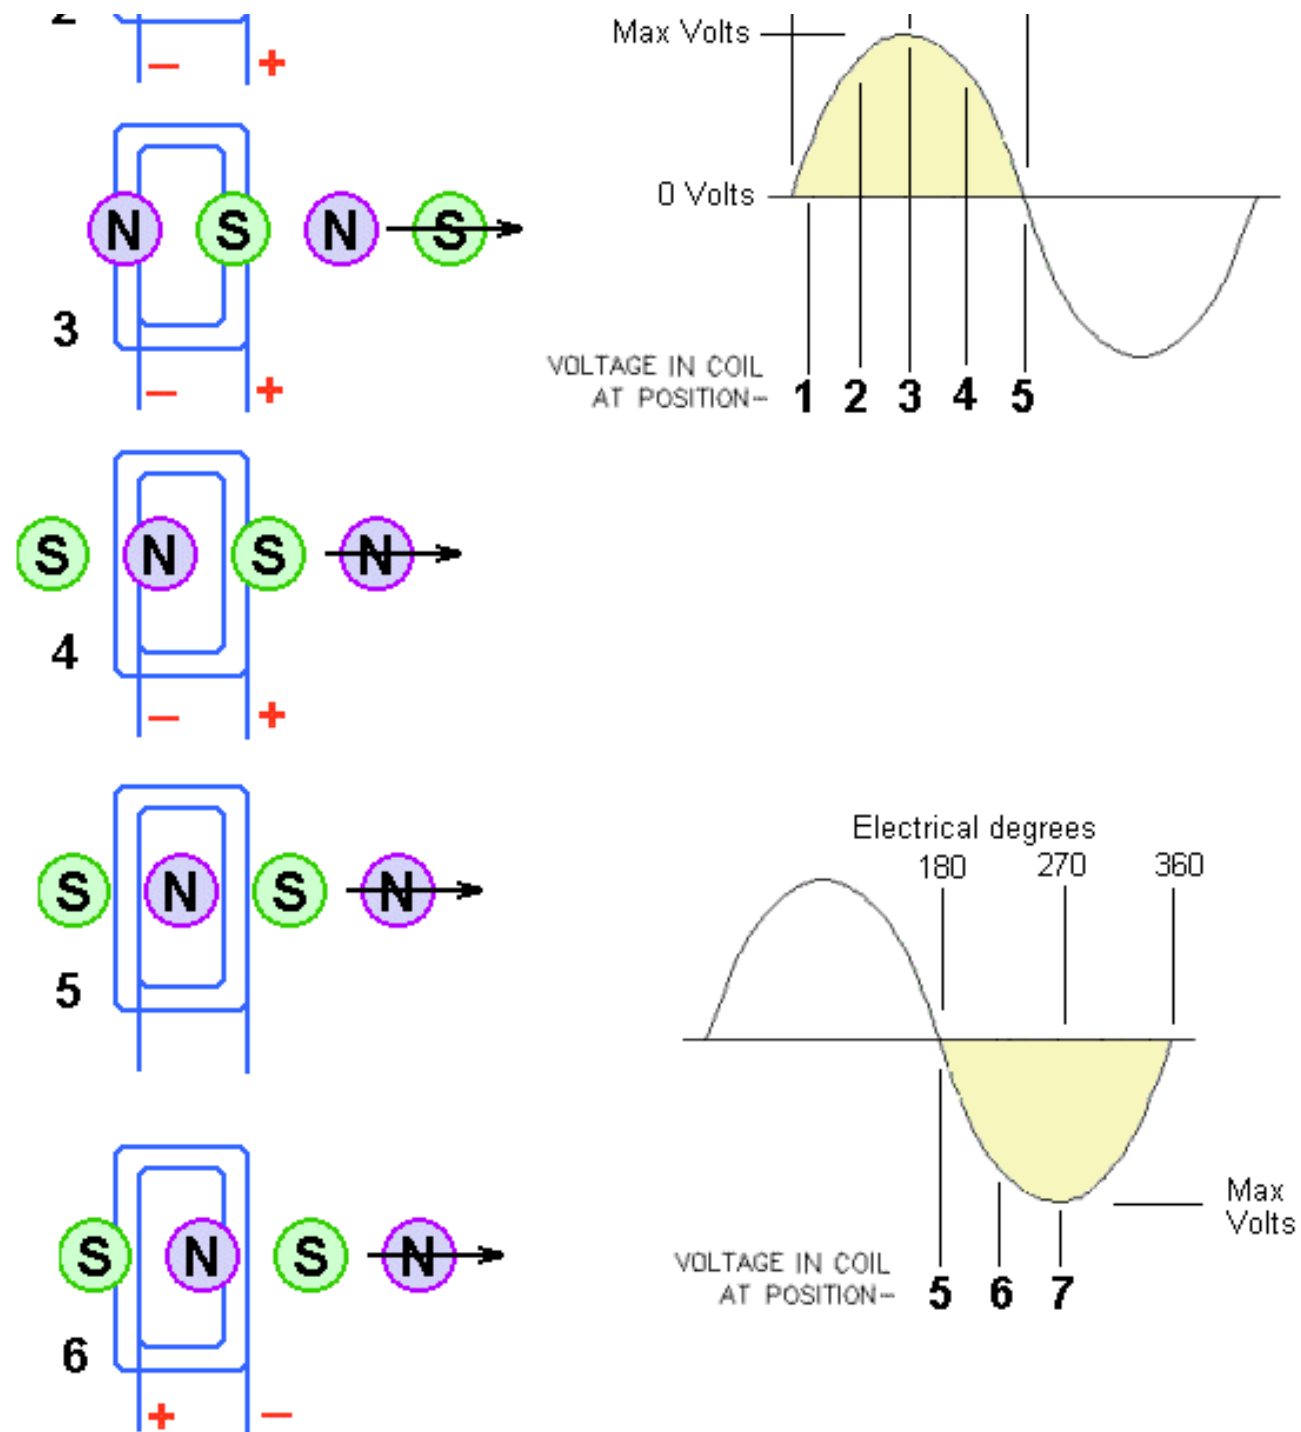 2
− +
N S N S
3
− +
S N S N
4
− +
S N S N
5
S N S N
6
+ −
Max Volts
0 Volts
VOLTAGE IN COIL
AT POSITION–
1 2 3 4 5
Electrical degrees
180 270 360
Max
Volts
VOLTAGE IN COIL
AT POSITION–
5 6 7